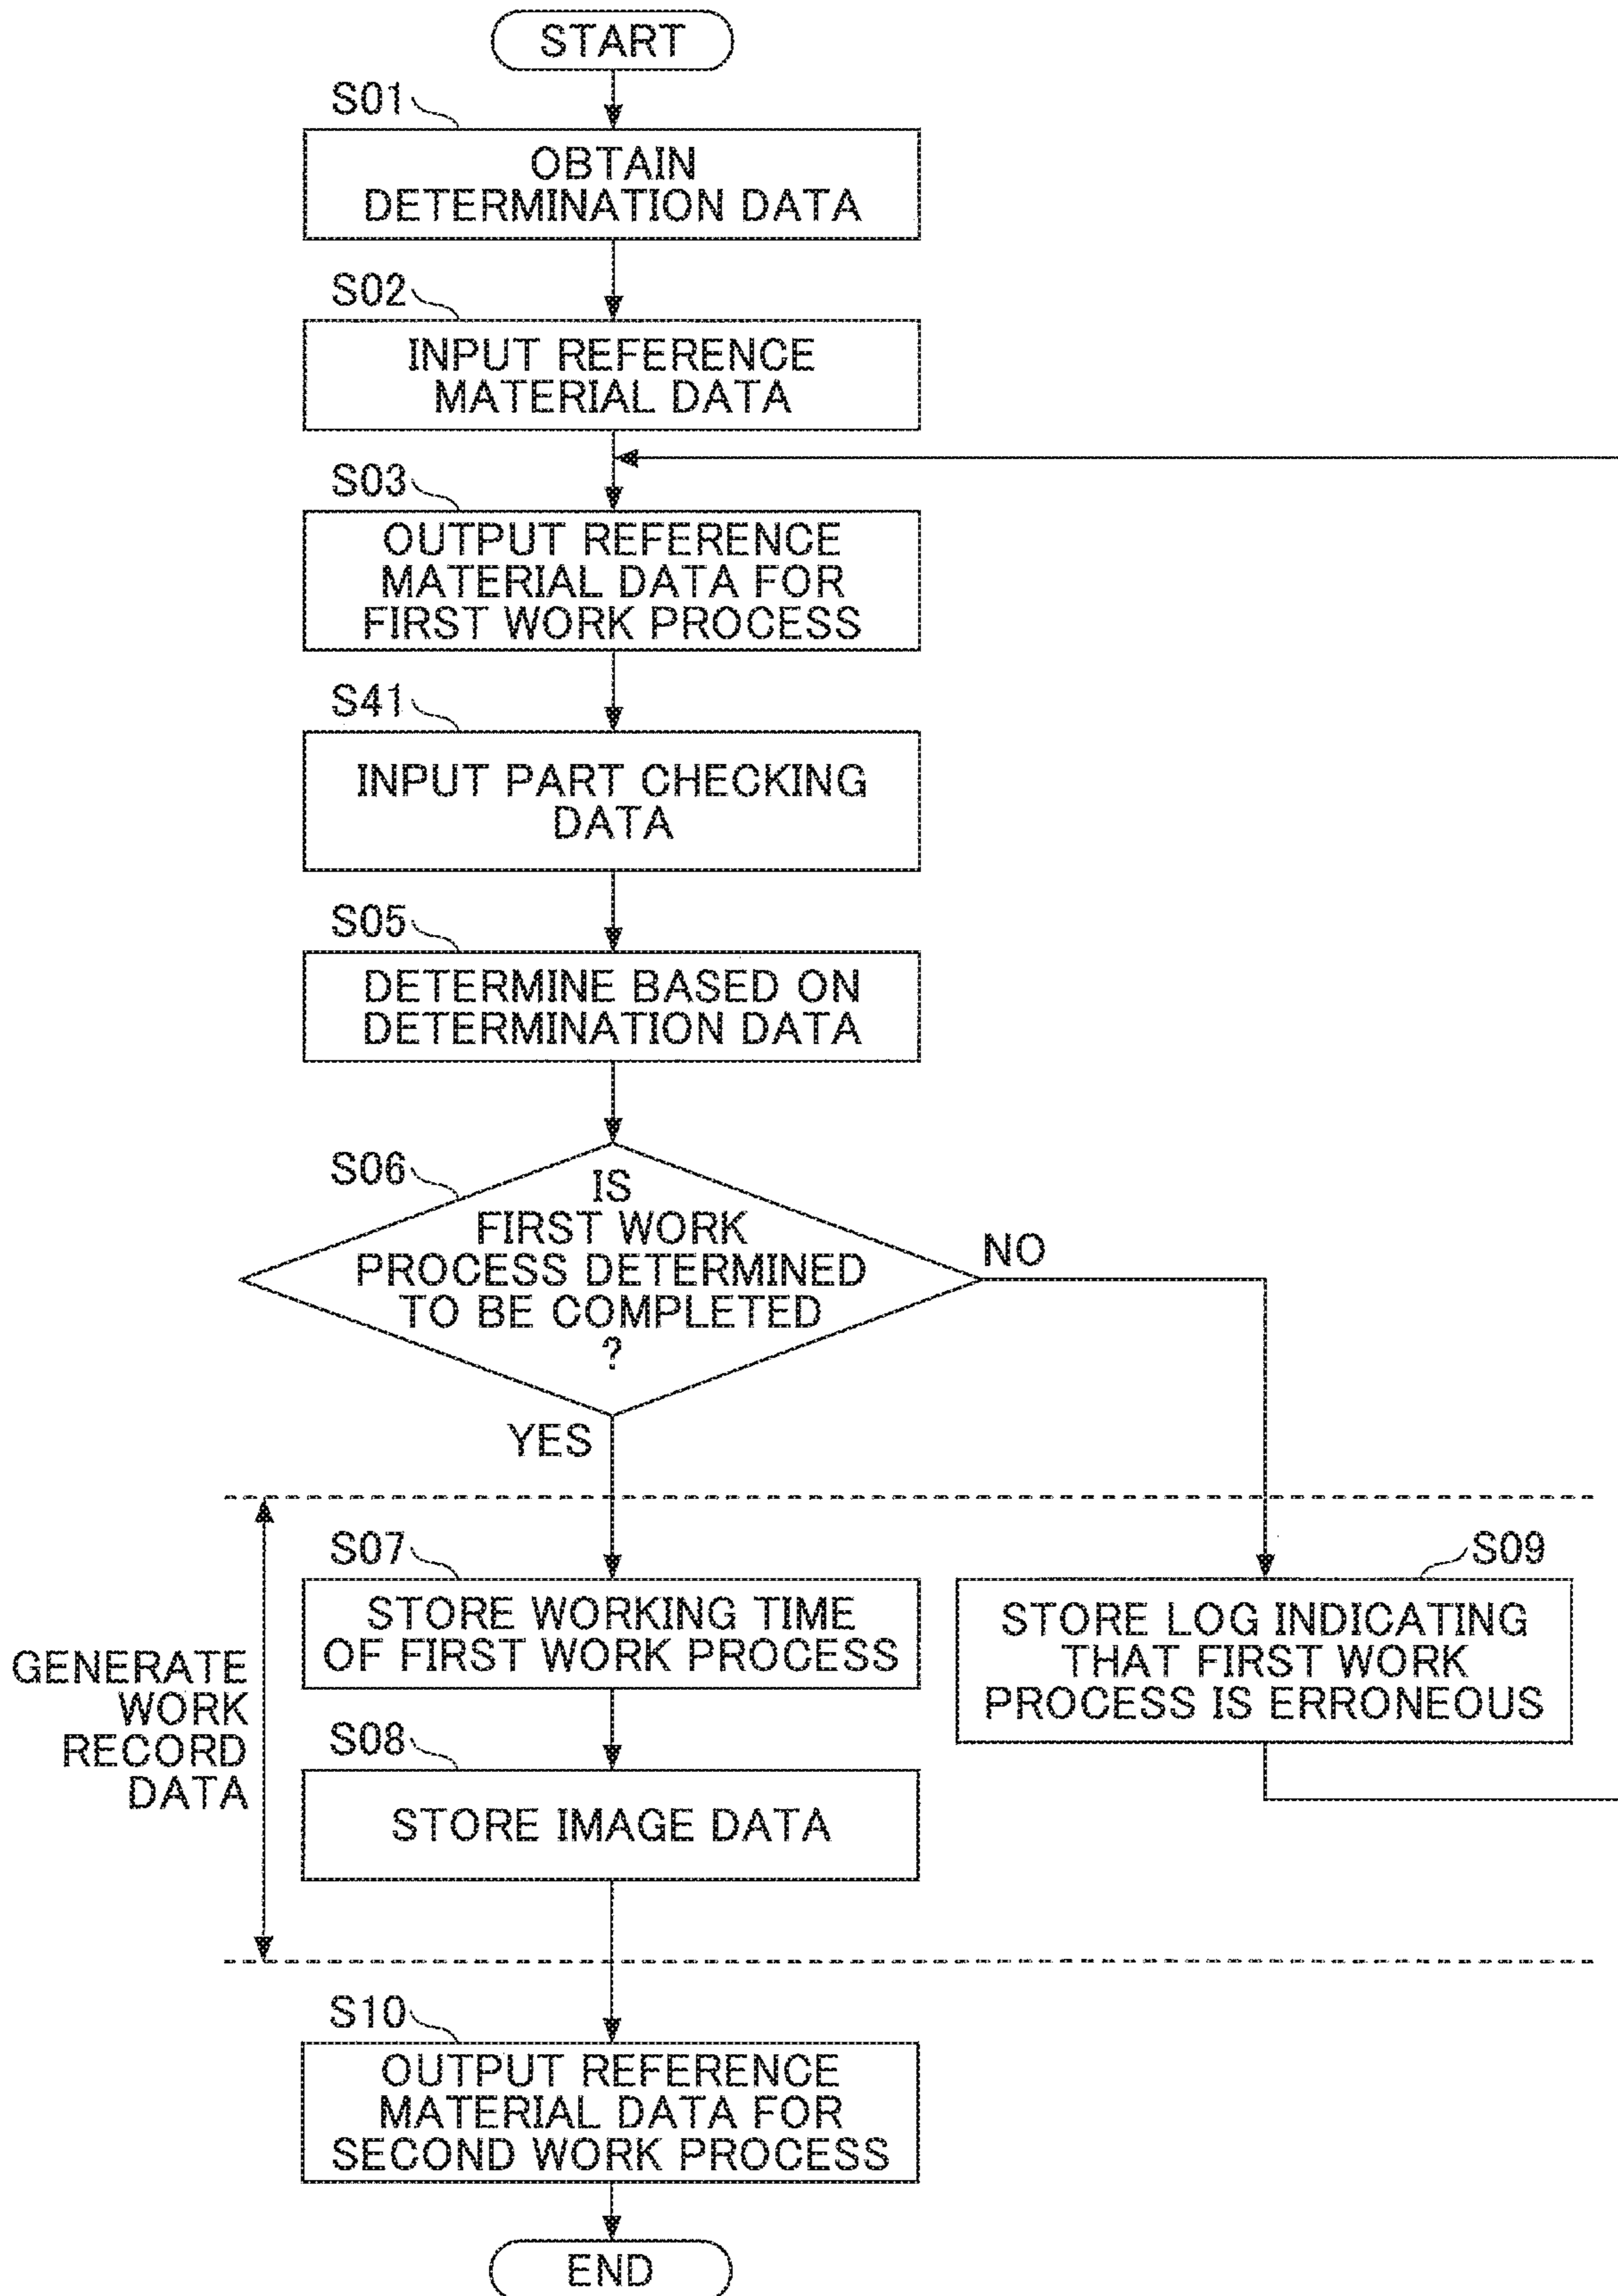 START
S01
OBTAIN
DETERMINATION DATA
S02
INPUT REFERENCE
MATERIAL DATA
S03
OUTPUT REFERENCE
MATERIAL DATA FOR
FIRST WORK PROCESS
S41
INPUT PART CHECKING
DATA
S05
DETERMINE BASED ON
DETERMINATION DATA
S06
IS
FIRST WORK
PROCESS DETERMINED
TO BE COMPLETED
?
NO
YES
S07
STORE WORKING TIME
OF FIRST WORK PROCESS
S09
STORE LOG INDICATING
THAT FIRST WORK
PROCESS IS ERRONEOUS
GENERATE
WORK
RECORD
DATA
S08
STORE IMAGE DATA
S10
OUTPUT REFERENCE
MATERIAL DATA FOR
SECOND WORK PROCESS
END